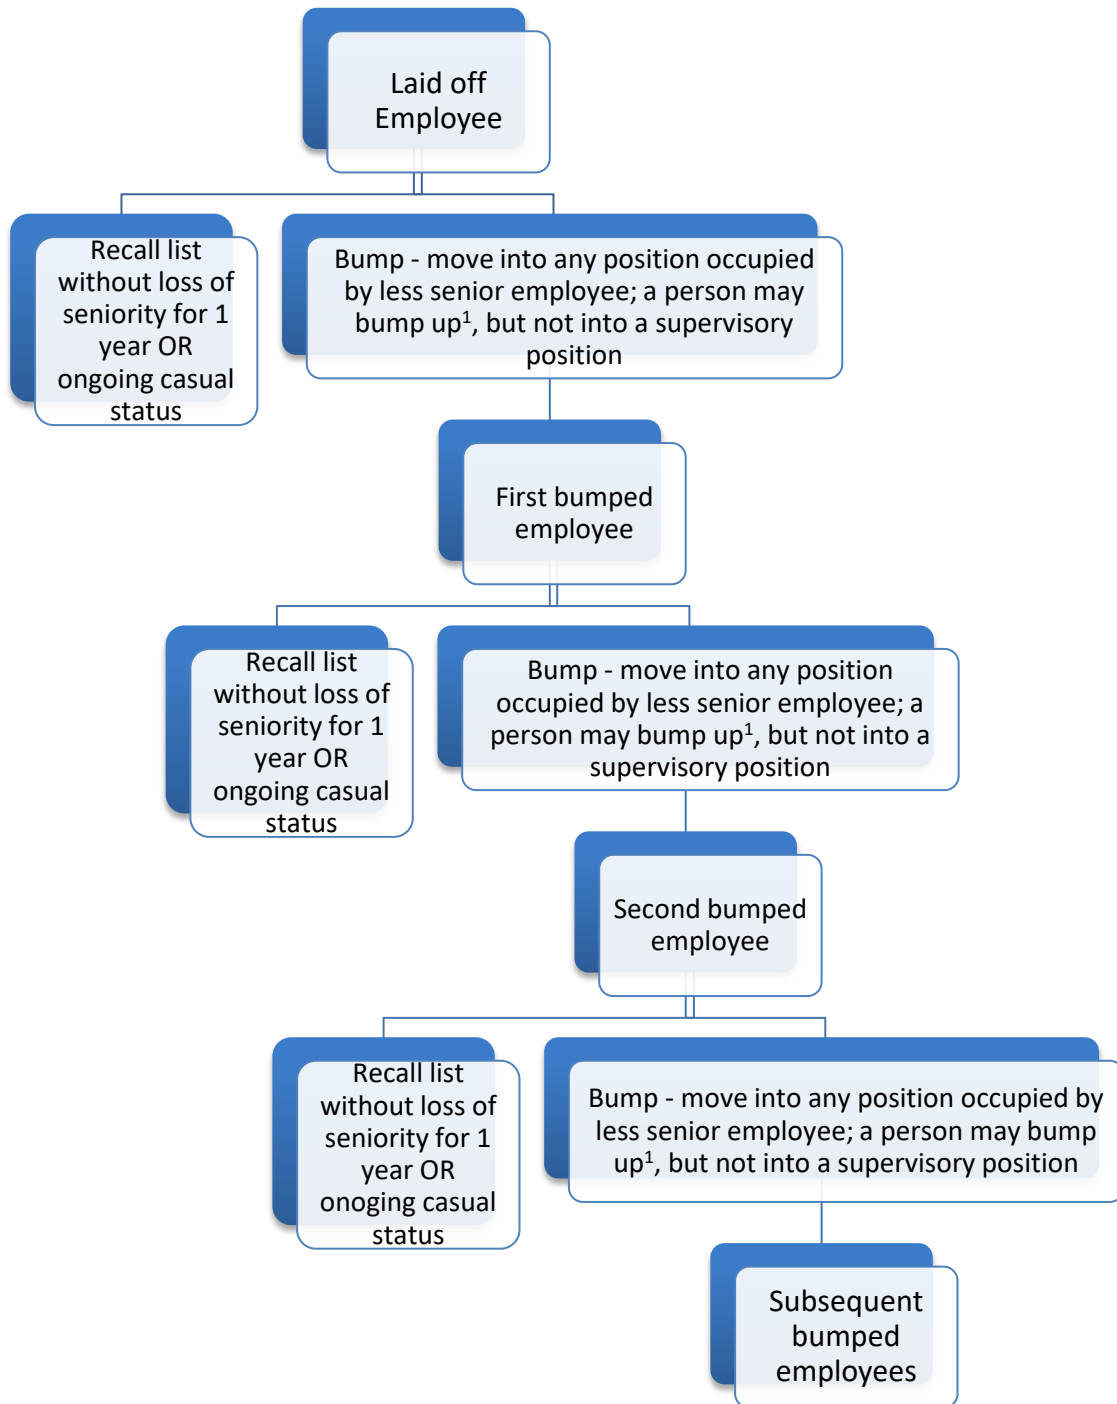 Laid off
Employee
Recall list
without loss of
seniority for 1
year OR
ongoing casual
status
Bump - move into any position occupied
by less senior employee; a person may
bump up¹, but not into a supervisory
position
First bumped
employee
Recall list
without loss of
seniority for 1
year OR
ongoing casual
status
Bump - move into any position
occupied by less senior employee; a
person may bump up¹, but not into a
supervisory position
Second bumped
employee
Recall list
without loss of
seniority for 1
year OR
onoging casual
status
Bump - move into any position occupied by
less senior employee; a person may bump
up¹, but not into a supervisory position
Subsequent
bumped
employees